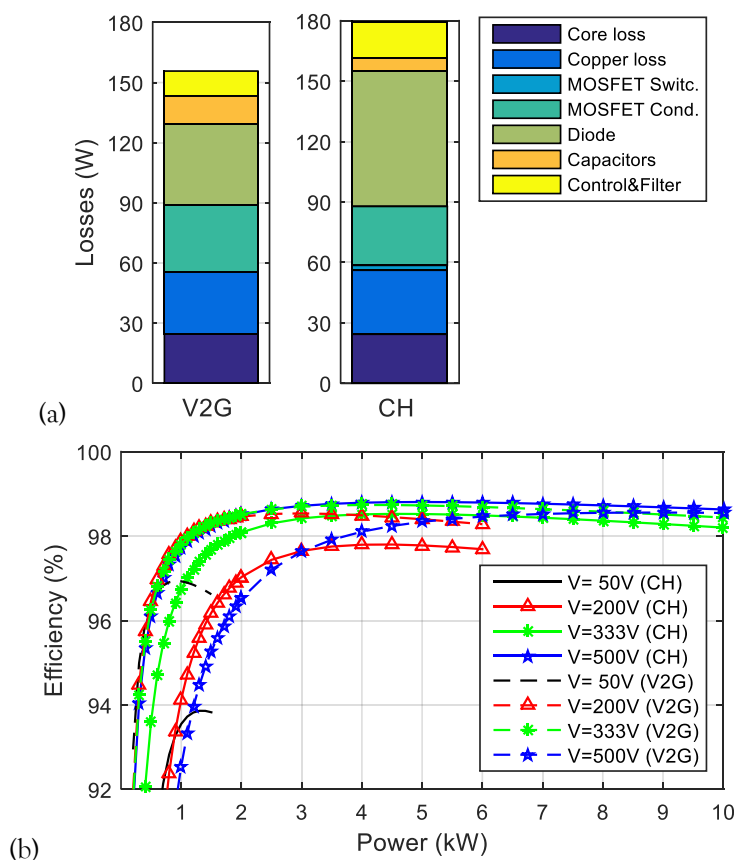 180
150
120
90
60
30
0
Losses (W)
V2G
180
150
120
90
60
30
0
CH
Core loss
Copper loss
MOSFET Switc.
MOSFET Cond.
Diode
Capacitors
Control&Filter
(a)
100
98
96
94
92
Efficiency (%)
V= 50V (CH)
V=200V (CH)
V=333V (CH)
V=500V (CH)
V= 50V (V2G)
V=200V (V2G)
V=333V (V2G)
V=500V (V2G)
1 2 3 4 5 6 7 8 9 10
Power (kW)
(b)